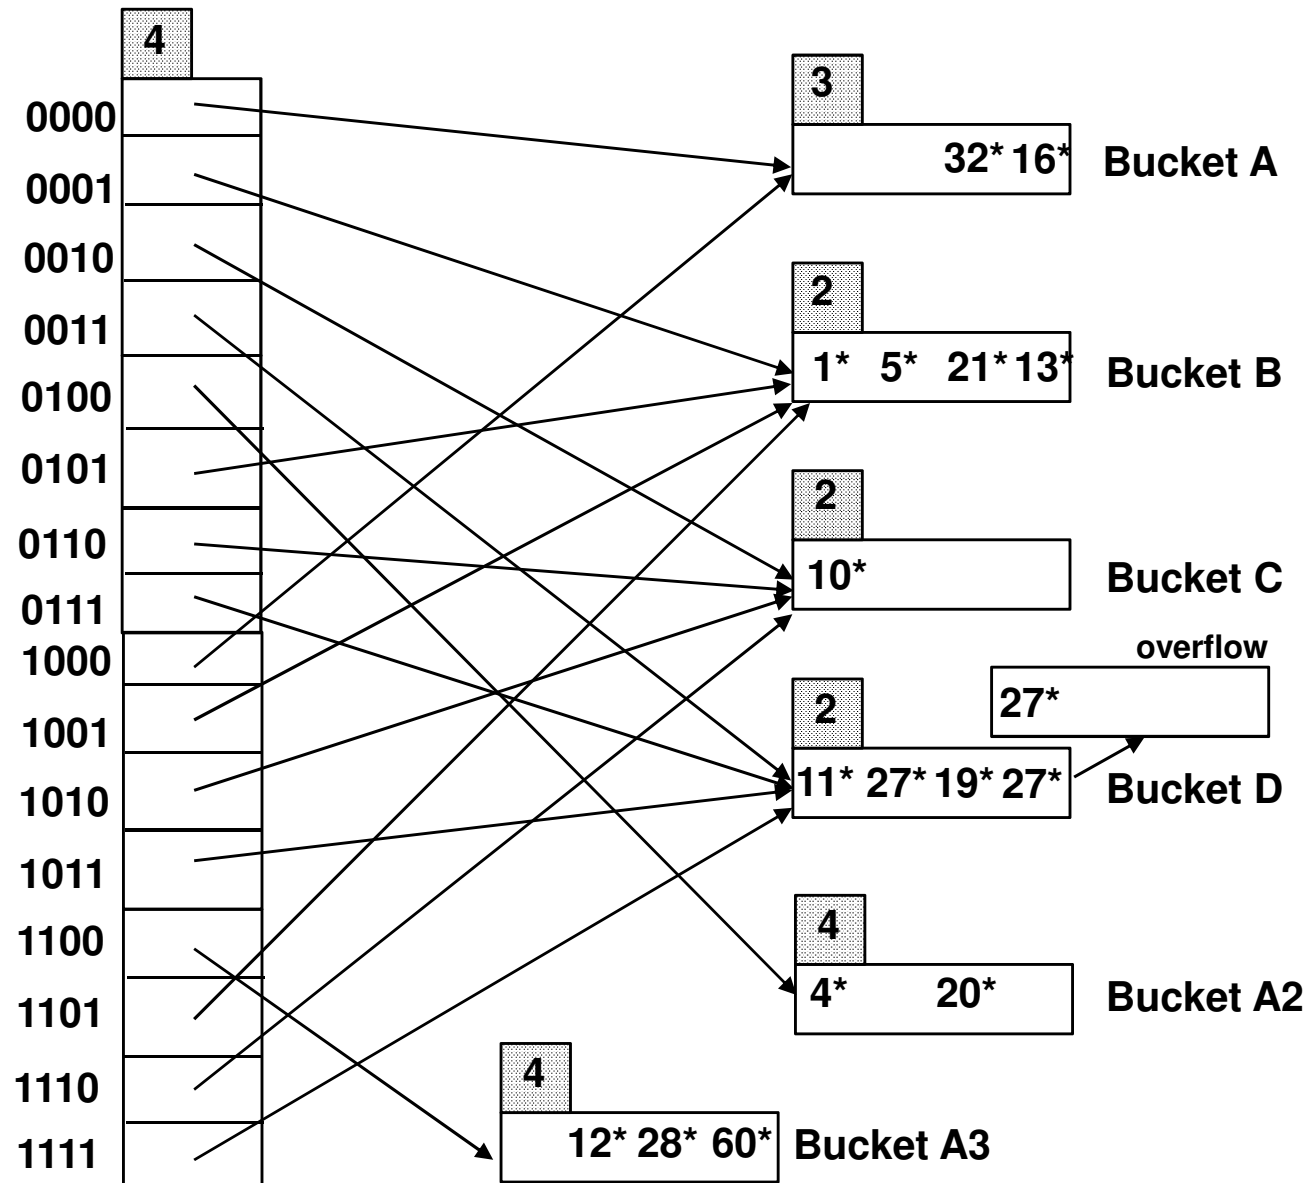 4
0000
0001
0010
0011
0100
0101
0110
0111
1000
1001
1010
1011
1100
1101
1110
1111
3
32* 16*
Bucket A
2
1* 5* 21* 13*
Bucket B
2
10*
Bucket C
overflow
27*
2
11* 27* 19* 27*
Bucket D
4
4* 20*
Bucket A2
4
12* 28* 60*
Bucket A3